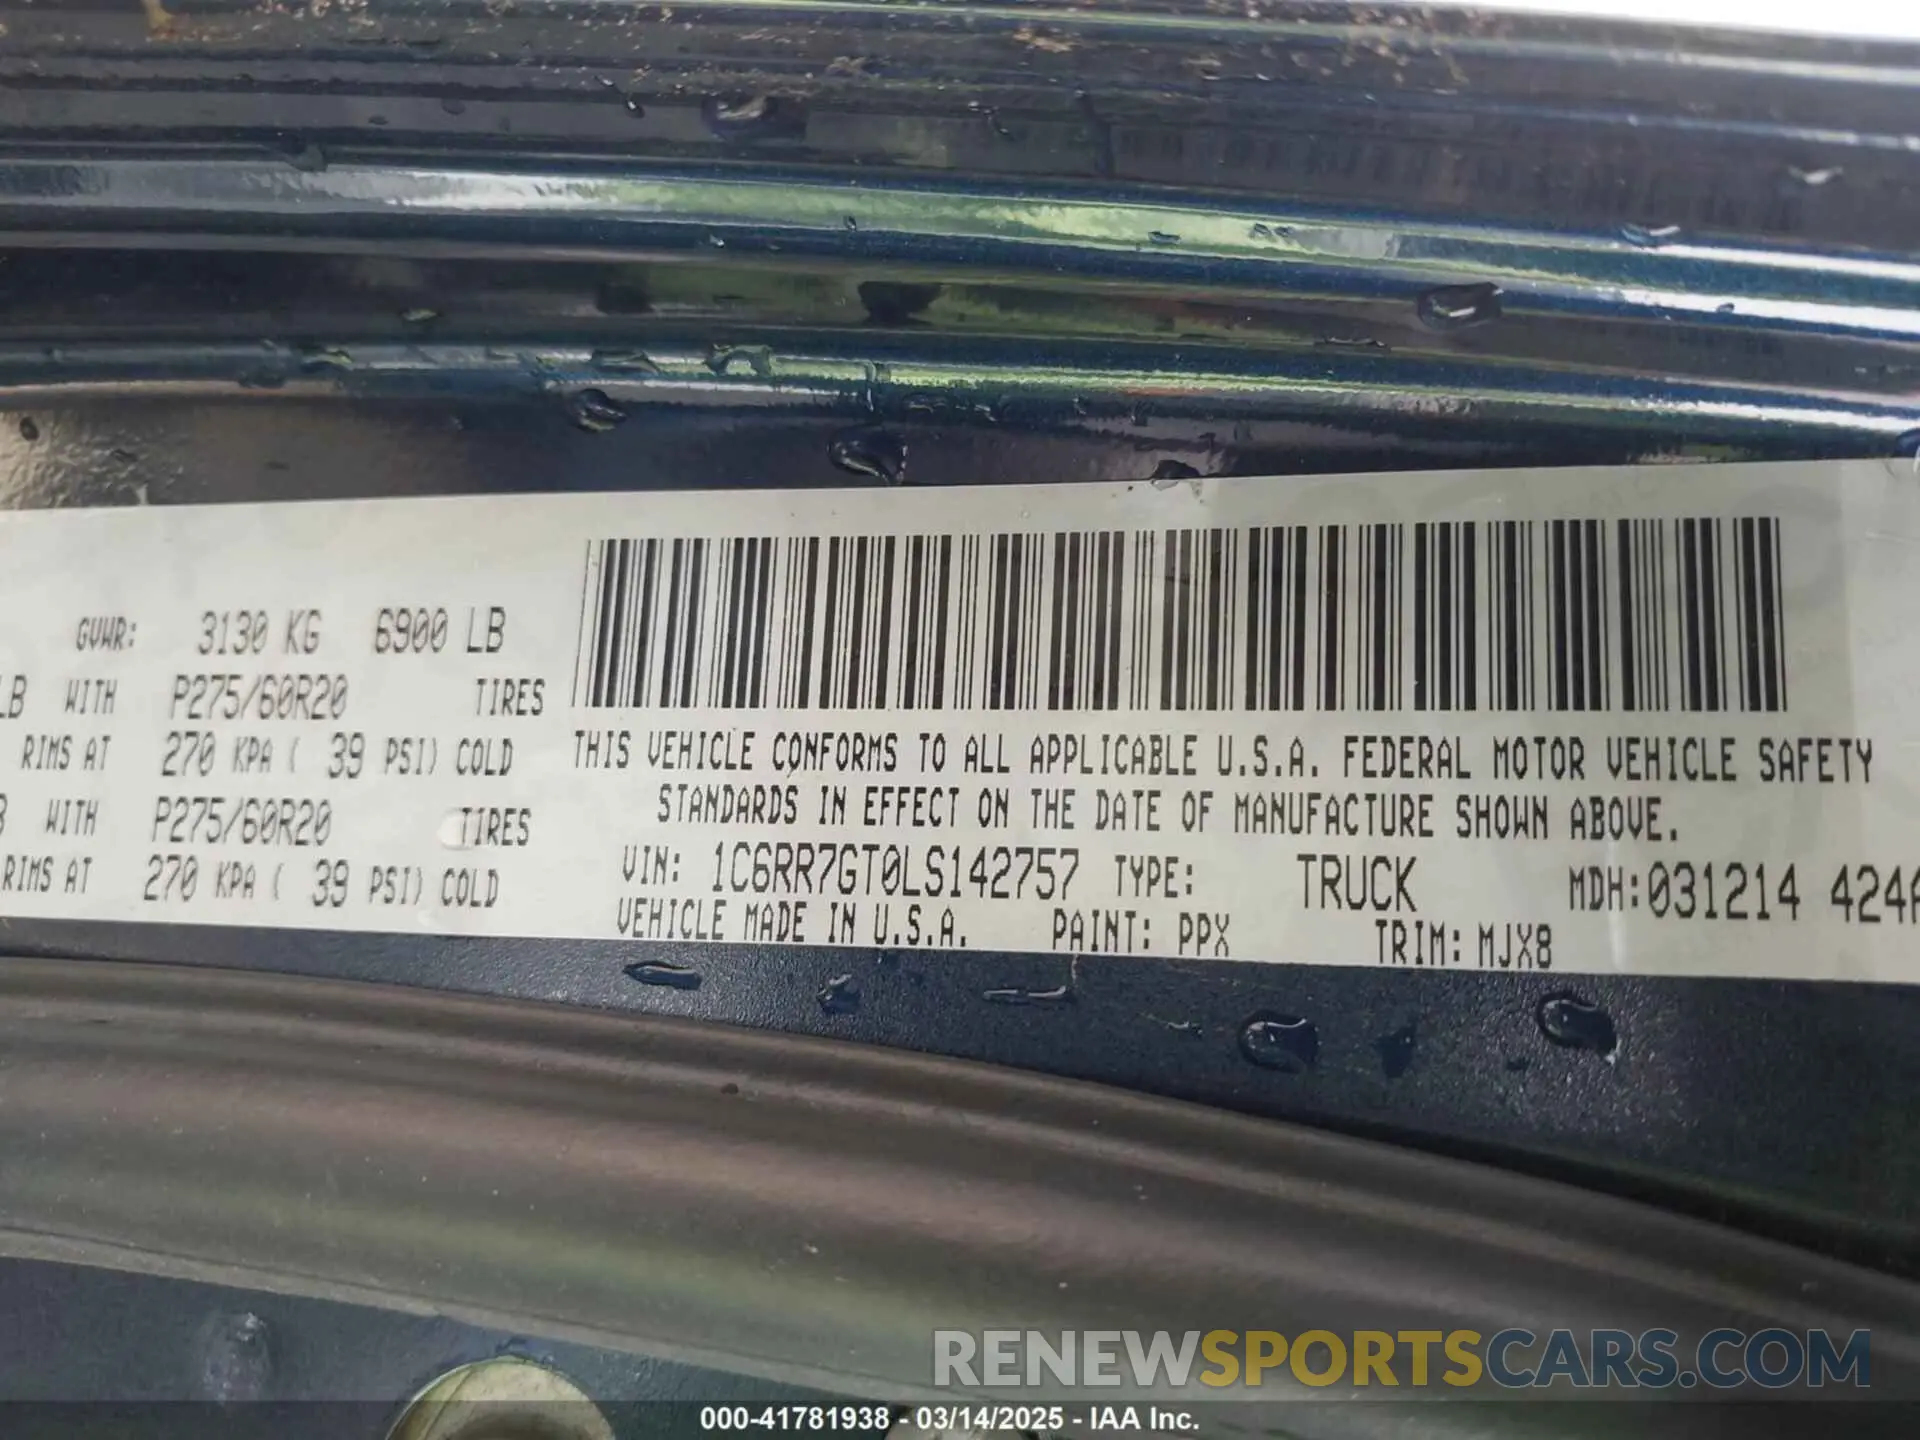 GVWR: 3130 KG 6900 LB
LB WITH P275/60R20 TIRES
RIMS AT 270 KPA ( 39 PSI) COLD
WITH P275/60R20 TIRES
RIMS AT 270 KPA ( 39 PSI) COLD
THIS VEHICLE CONFORMS TO ALL APPLICABLE U.S.A. FEDERAL MOTOR VEHICLE SAFETY
STANDARDS IN EFFECT ON THE DATE OF MANUFACTURE SHOWN ABOVE.
VIN: 1C6RR7GT0LS142757 TYPE: TRUCK MDH:031214 424A
VEHICLE MADE IN U.S.A. PAINT: PPX TRIM: MJX8
RENEWSPORTSCARS.COM
000-41781938 - 03/14/2025 - IAA Inc.